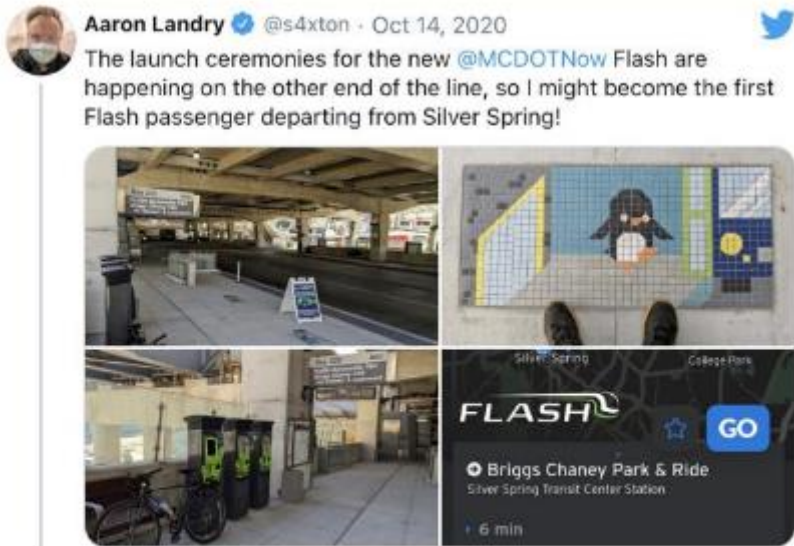 Aaron Landry @s4xton · Oct 14, 2020
The launch ceremonies for the new @MCDOTNow Flash are
happening on the other end of the line, so I might become the first
Flash passenger departing from Silver Spring!
Silver Spring
College Park
FLASH
GO
Briggs Chaney Park & Ride
Silver Spring Transit Center Station
6 min